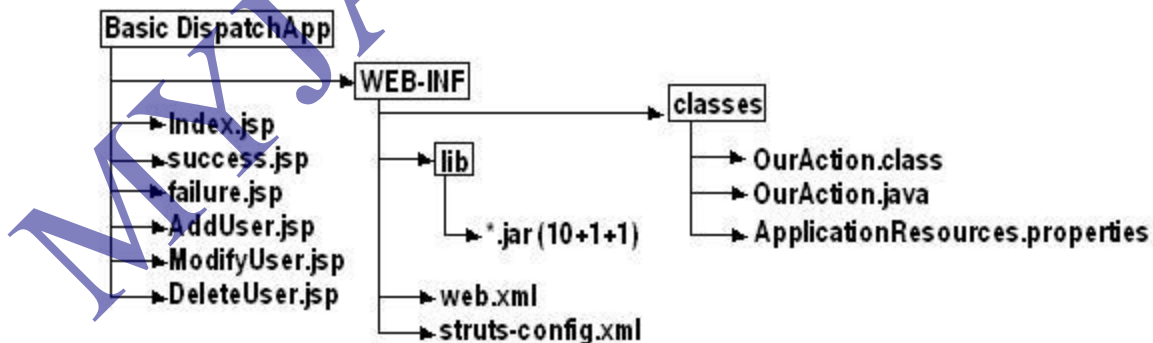 Basic DispatchApp
WEB-INF
classes
Index.jsp
success.jsp
failure.jsp
AddUser.jsp
ModifyUser.jsp
DeleteUser.jsp
lib
*.jar (10+1+1)
web.xml
struts-config.xml
OurAction.class
OurAction.java
ApplicationResources.properties
MYJA